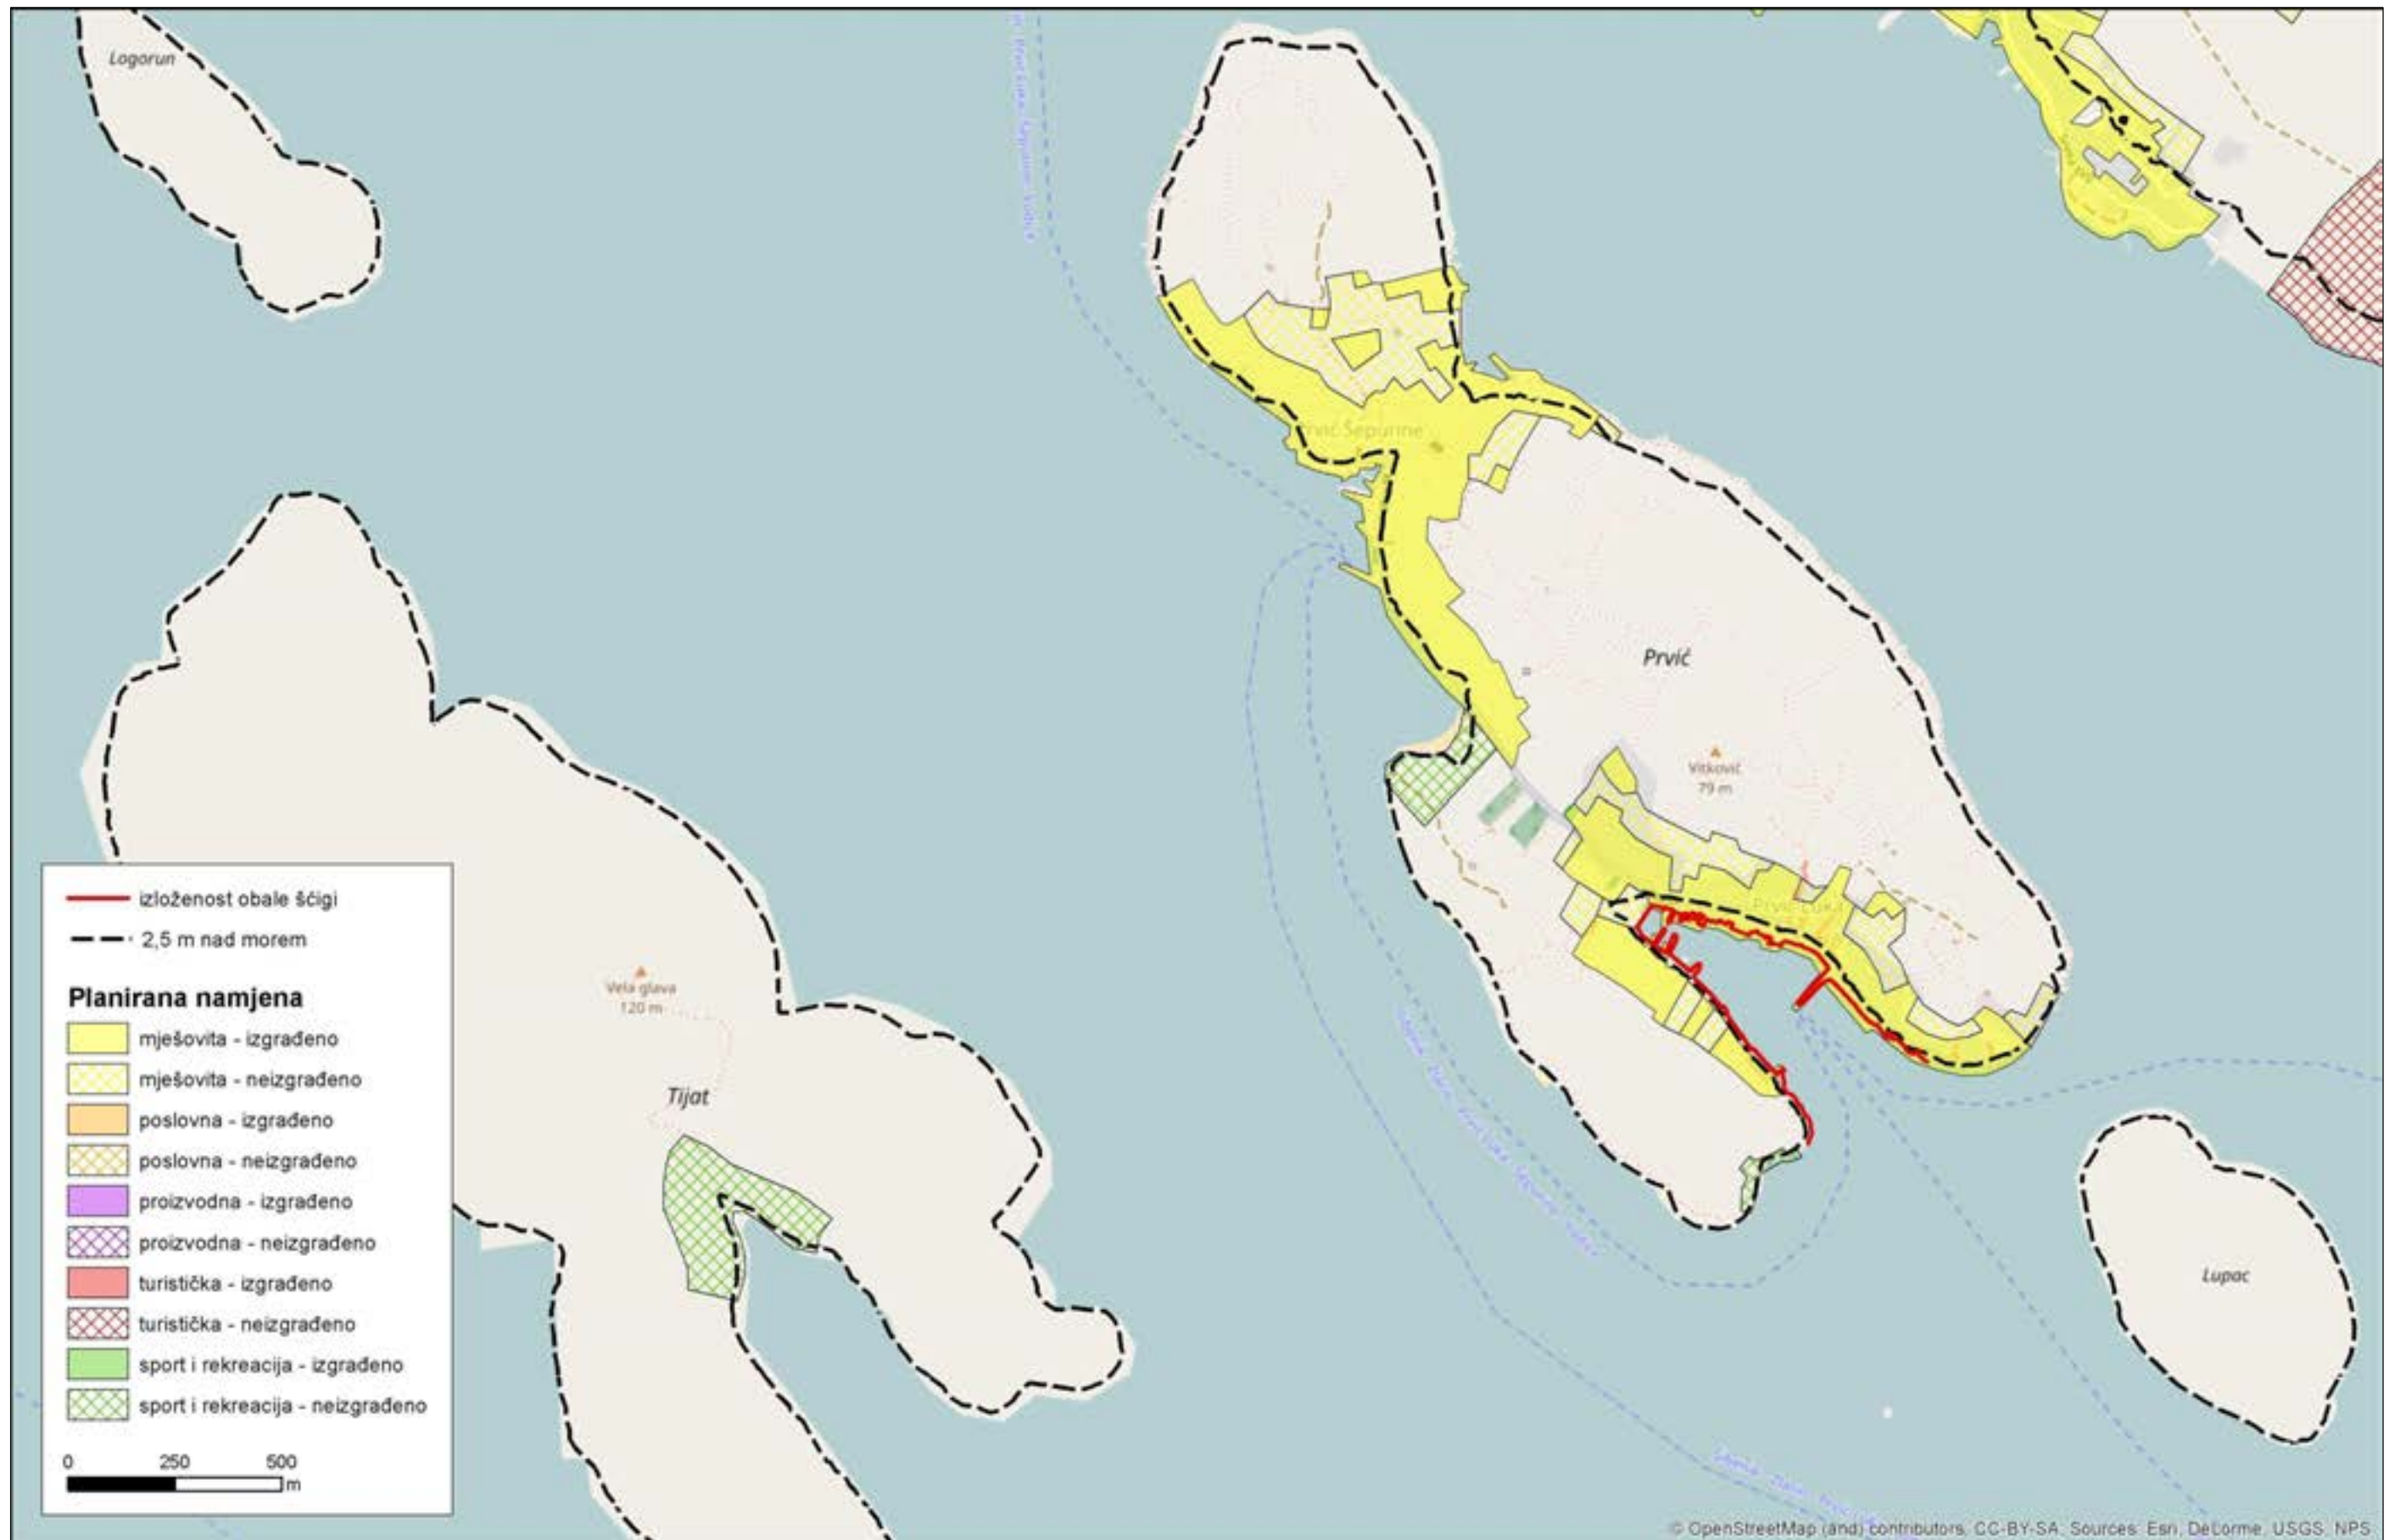 Logorun
Prvić Šepurine
Prvić
Vitković
79 m
Prvić Luka
Vela glava
120 m
Tijat
Lupac
izloženost obale šćigi
2,5 m nad morem
Planirana namjena
mješovita - izgrađeno
mješovita - neizgrađeno
poslovna - izgrađeno
poslovna - neizgrađeno
proizvodna - izgrađeno
proizvodna - neizgrađeno
turistička - izgrađeno
turistička - neizgrađeno
sport i rekreacija - izgrađeno
sport i rekreacija - neizgrađeno
0 250 500
m
© OpenStreetMap (and) contributors, CC-BY-SA, Sources: Esri, DeLorme, USGS, NPS